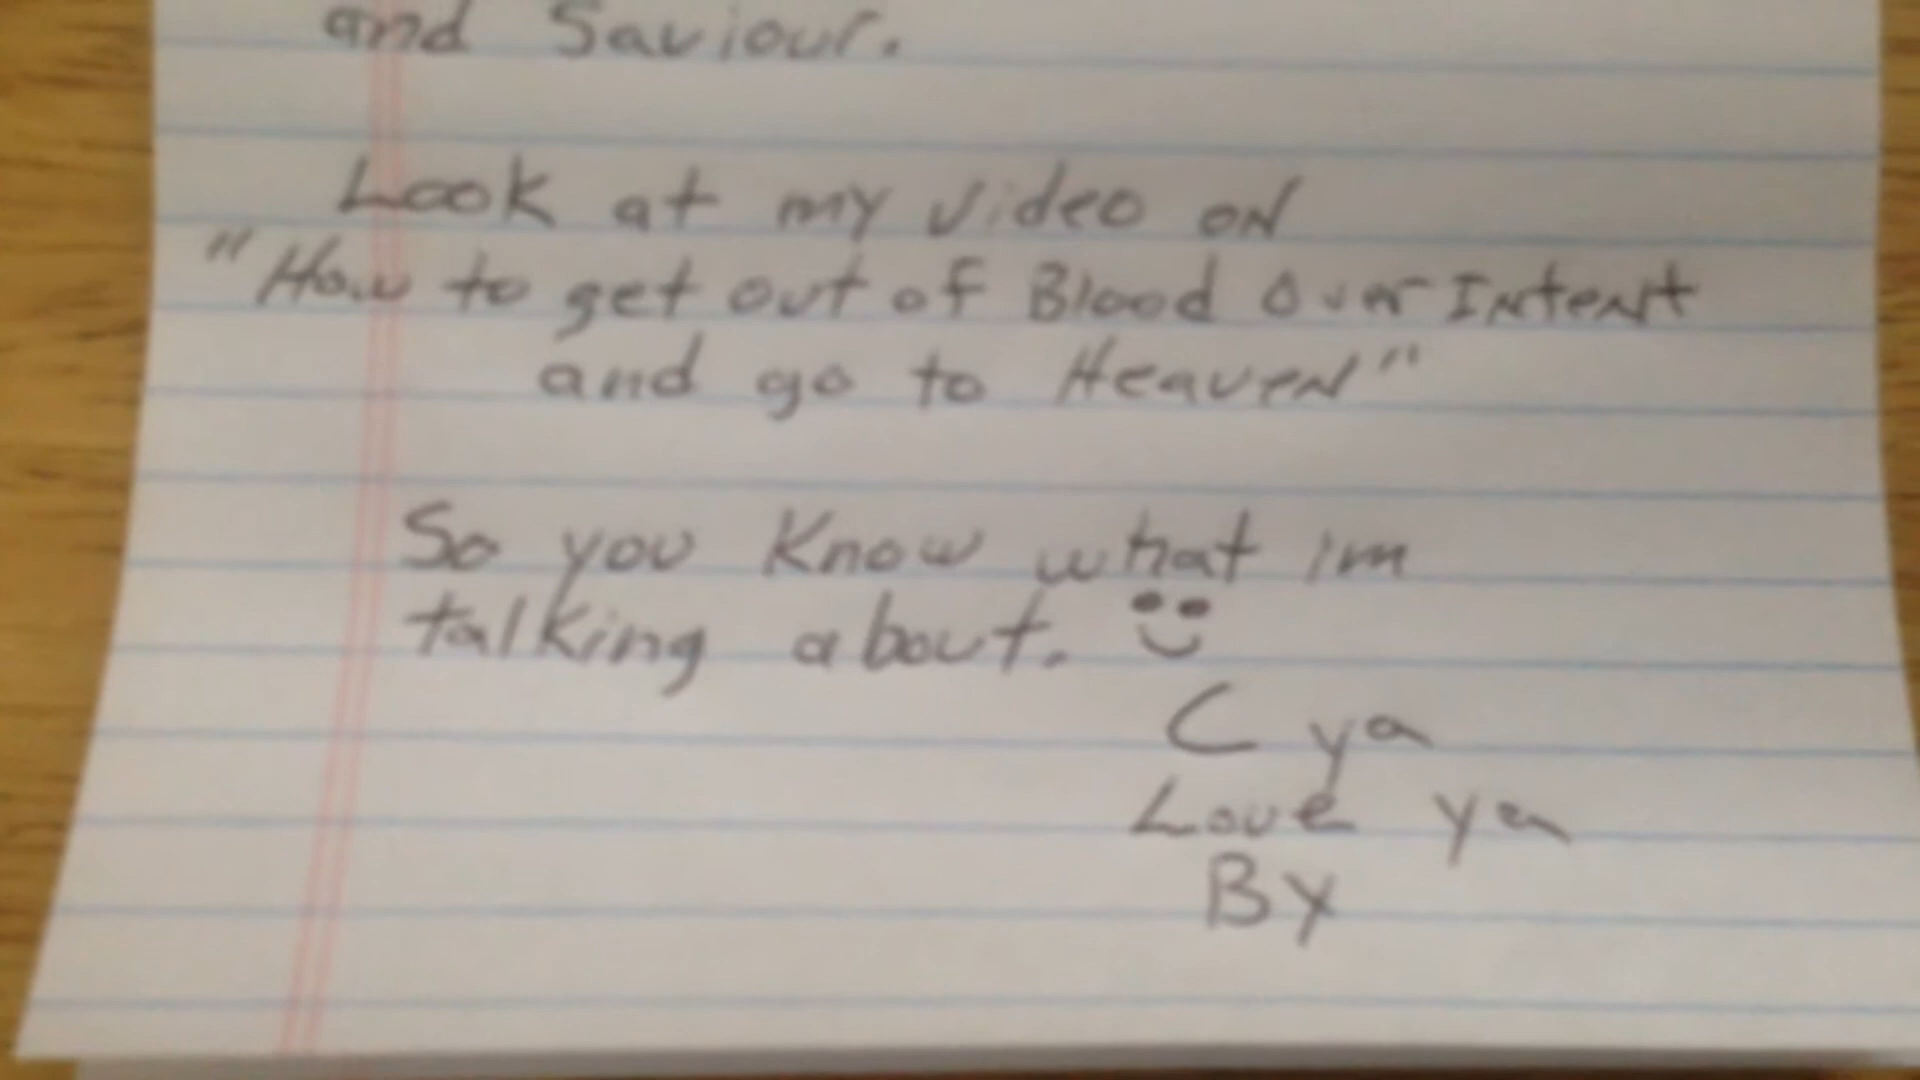 and Saviour.
Look at my video on
"How to get out of Blood Over Intent
and go to Heaven"
So you Know what im
talking about.
C ya
Love ya
By